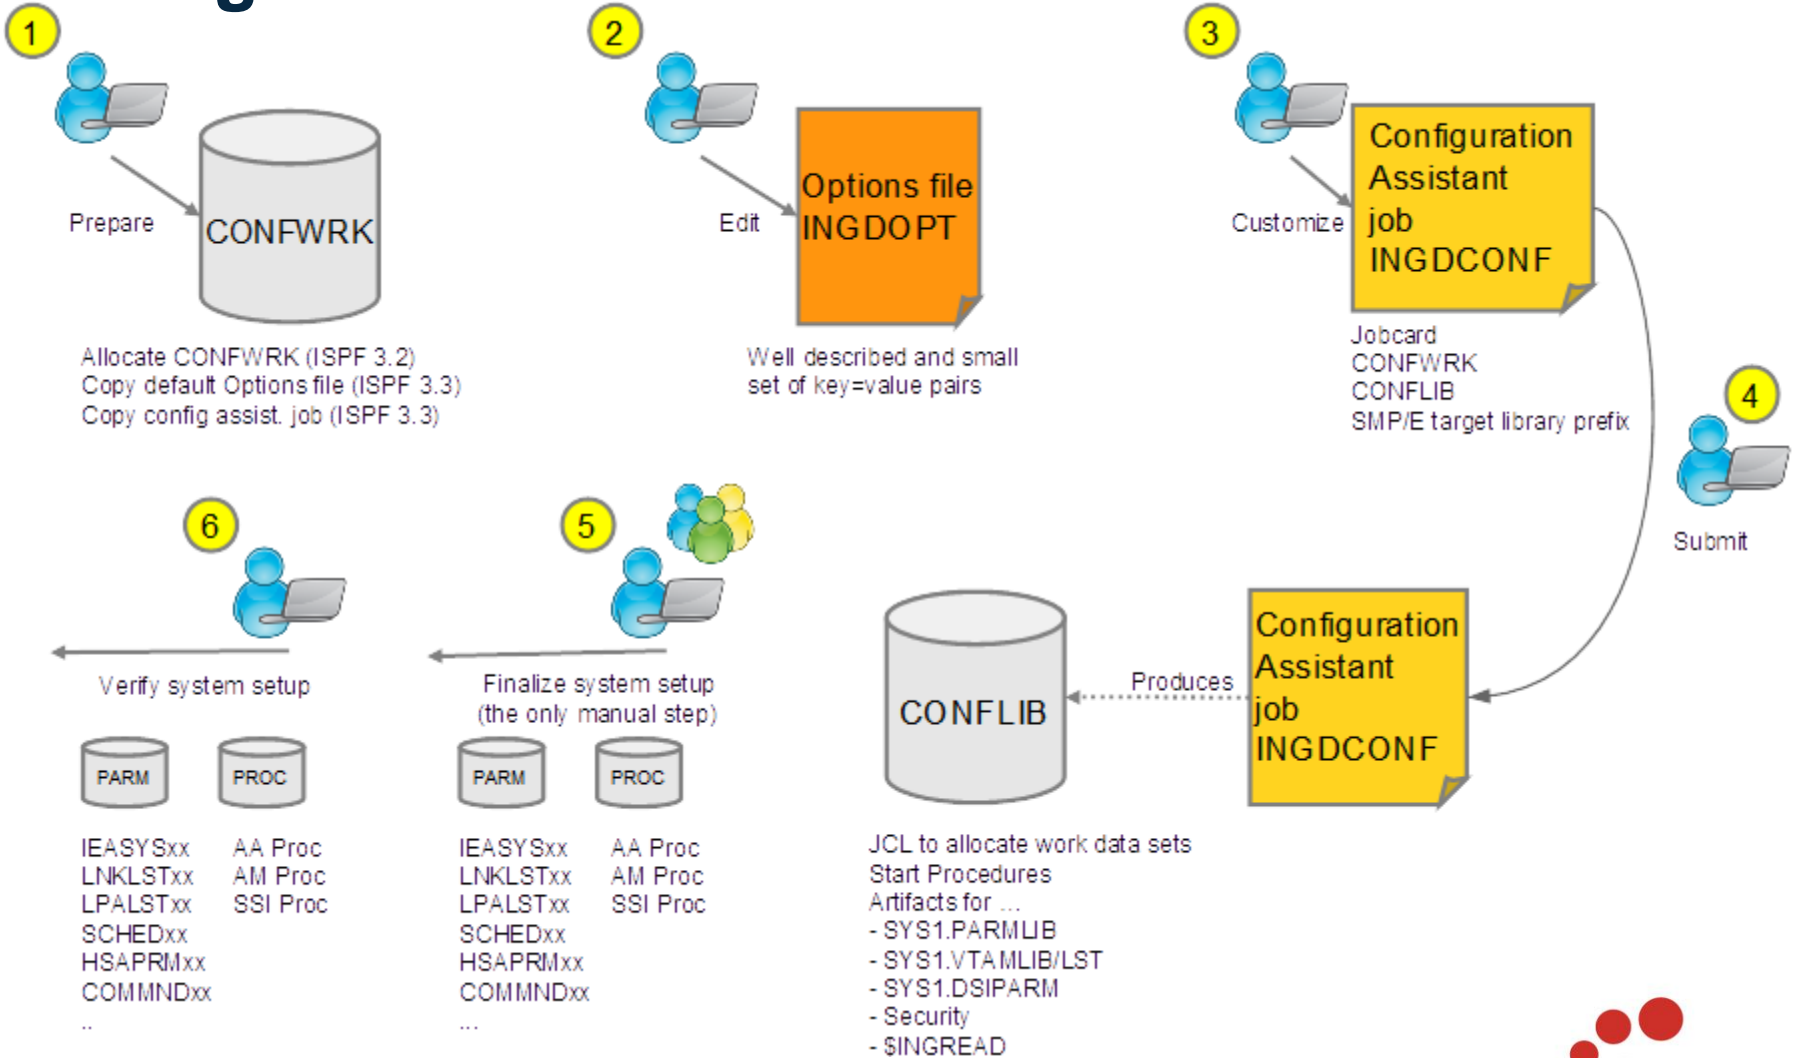 1
Prepare
CONFWRK
Allocate CONFWRK (ISPF 3.2)
Copy default Options file (ISPF 3.3)
Copy config assist. job (ISPF 3.3)
2
Edit
Options file
INGDOPT
Well described and small
set of key=value pairs
3
Customize
Configuration
Assistant
job
INGDCONF
Jobcard
CONFWRK
CONFLIB
SMP/E target library prefix
4
Submit
Configuration
Assistant
job
INGDCONF
Produces
CONFLIB
JCL to allocate work data sets
Start Procedures
Artifacts for ...
- SYS1.PARMLIB
- SYS1.VTAMLIB/LST
- SYS1.DSIPARM
- Security
- $INGREAD
5
Finalize system setup
(the only manual step)
PARM
PROC
IEASYSxx AA Proc
LNKLSTxx AM Proc
LPALSTxx SSI Proc
SCHEDxx
HSAPRMxx
COMMNDxx
...
6
Verify system setup
PARM
PROC
IEASYSxx AA Proc
LNKLSTxx AM Proc
LPALSTxx SSI Proc
SCHEDxx
HSAPRMxx
COMMNDxx
..